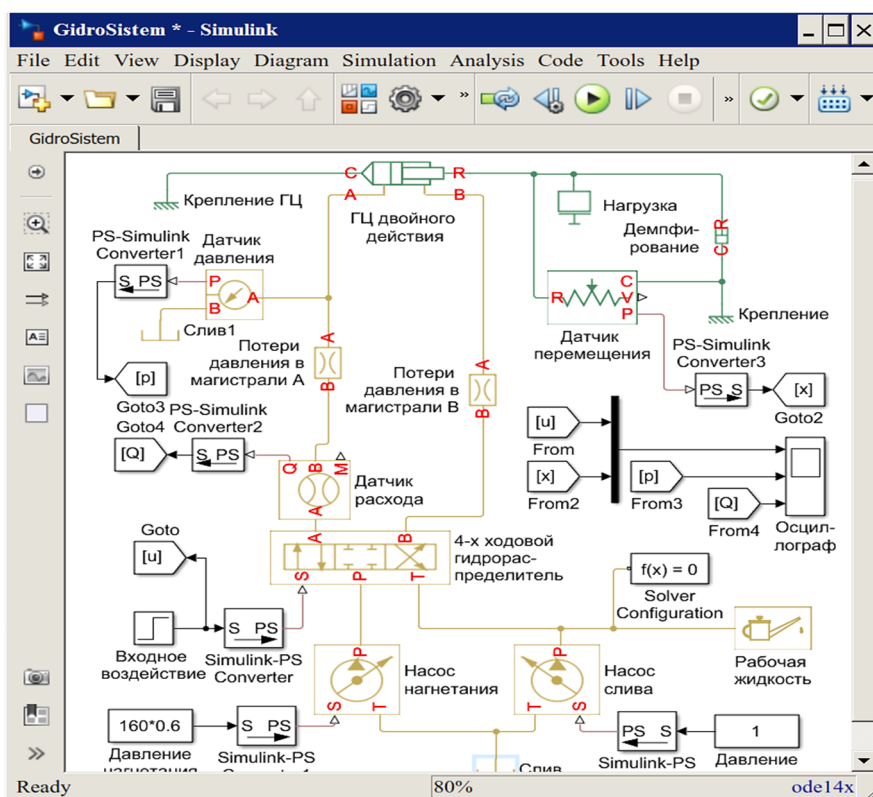 GidroSistem * - Simulink
File Edit View Display Diagram Simulation Analysis Code Tools Help
» »
GidroSistem
C R
A B
Крепление ГЦ
ГЦ двойного
действия
Нагрузка
Демпфи-
рование
R
C
PS-Simulink
Converter1
Датчик
давления
S PS
P
A
B
Слив1
C
R V
P
Крепление
Датчик
перемещения
PS-Simulink
Converter3
PS S
[x]
Goto2
Потери
давления в
магистрали А
A
B
Потери
давления в
магистрали В
A
B
[p]
Goto3
Goto4
PS-Simulink
Converter2
[Q]
S PS
Q B M
A
Датчик
расхода
[u]
From
[x]
From2
[p]
From3
[Q]
From4
Осцил-
лограф
Goto
[u]
A B
S P T
4-х ходовой
гидрорас-
пределитель
f(x) = 0
Solver
Configuration
Входное
воздействие
S PS
Simulink-PS
Converter
P
S T
Насос
нагнетания
P
T S
Насос
слива
Рабочая
жидкость
160*0.6
Давление
нагнетания
S PS
Simulink-PS
Слив
PS S
Simulink-PS
1
Давление
Ready 80% ode14x